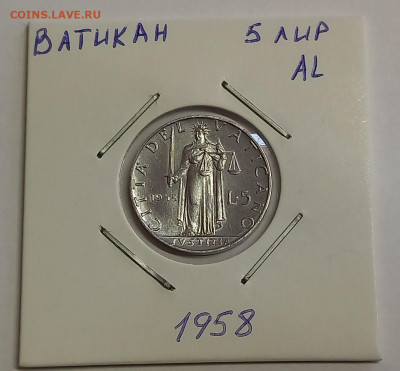 COINS.LAVE.RU
ВАТИКАН 5 ЛИР
AL
CITTA DEL VATICANO
L.5
IVSTITIA
1958